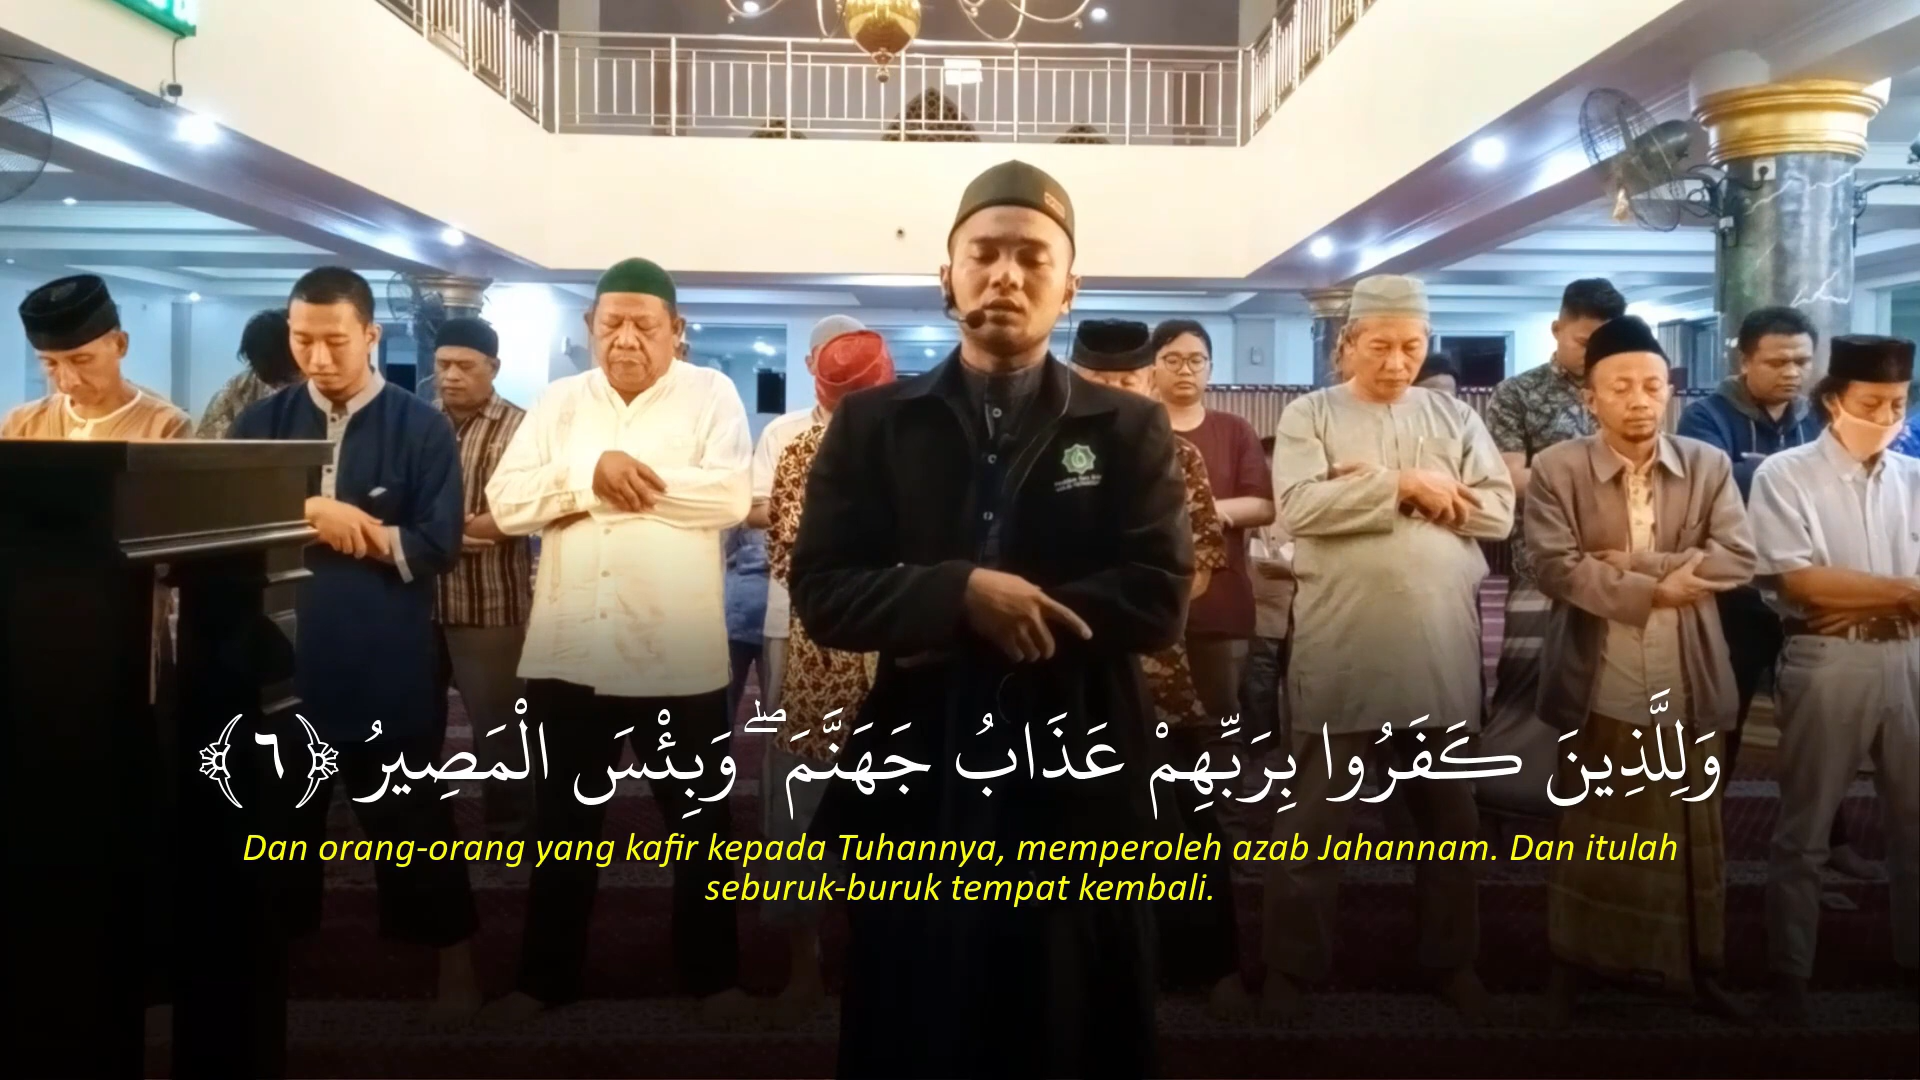 وَلِلَّذِينَ كَفَرُوا بِرَبِّهِمْ عَذَابُ جَهَنَّمَ ۖ وَبِئْسَ الْمَصِيرُ ﴿٦﴾
Dan orang-orang yang kafir kepada Tuhannya, memperoleh azab Jahannam. Dan itulah
seburuk-buruk tempat kembali.